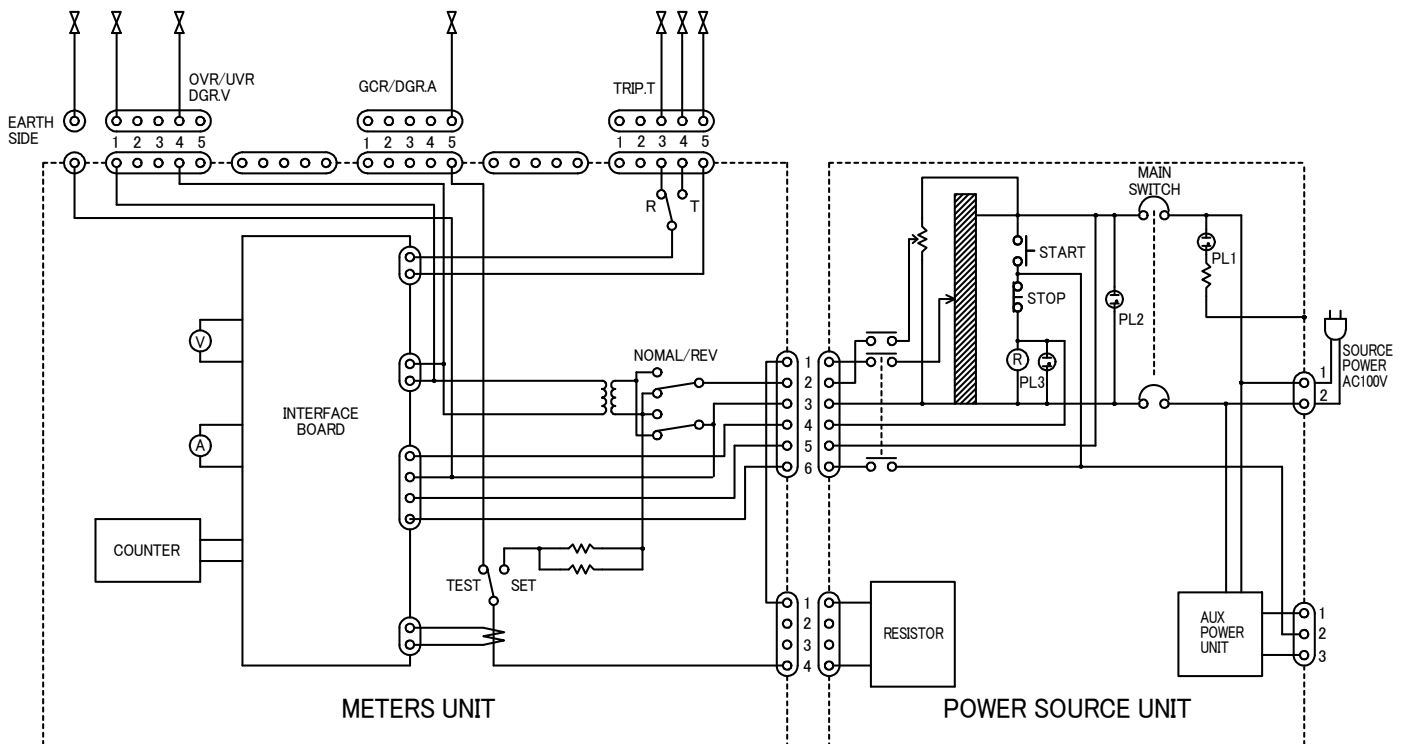 OVR/UVR
DGR.V
GCR/DGR.A
TRIP.T
EARTH
SIDE
1 2 3 4 5
1 2 3 4 5
1 2 3 4 5
MAIN
SWITCH
R
T
START
PL1
STOP
PL2
V
NOMAL/REV
R
PL3
SOURCE
POWER
AC100V
1
2
1
2
3
4
5
6
INTERFACE
BOARD
A
COUNTER
TEST
SET
1
2
3
4
RESISTOR
AUX
POWER
UNIT
1
2
3
METERS UNIT
POWER SOURCE UNIT